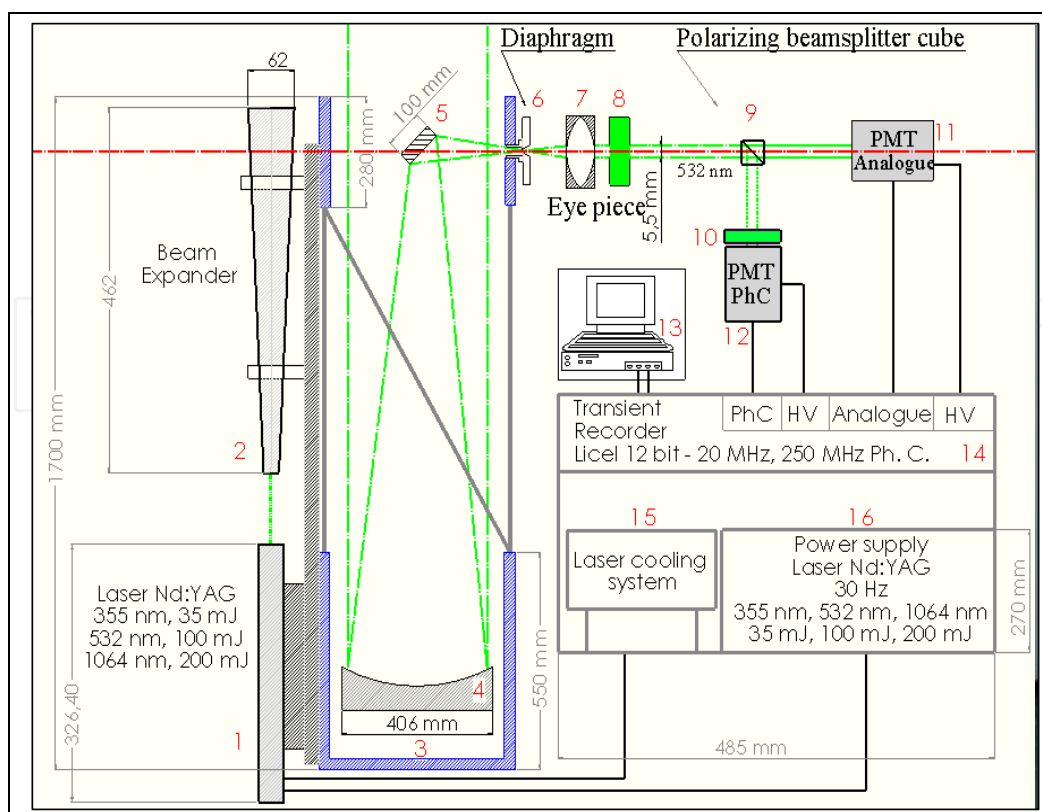 Diaphragm
Polarizing beamsplitter cube
62
100 mm
5
6
7
8
9
11
PMT
Analogue
280 mm
532 nm
Eye piece
5,5 mm
10
PMT
PhC
12
Beam
Expander
462
13
1700 mm
2
Transient
Recorder
PhC
HV
Analogue
HV
Licel 12 bit - 20 MHz, 250 MHz Ph. C.
14
15
16
Laser cooling
system
Power supply
Laser Nd:YAG
30 Hz
355 nm, 532 nm, 1064 nm
35 mJ, 100 mJ, 200 mJ
270 mm
Laser Nd:YAG
355 nm, 35 mJ
532 nm, 100 mJ
1064 nm, 200 mJ
326,40
1
4
406 mm
3
550 mm
485 mm